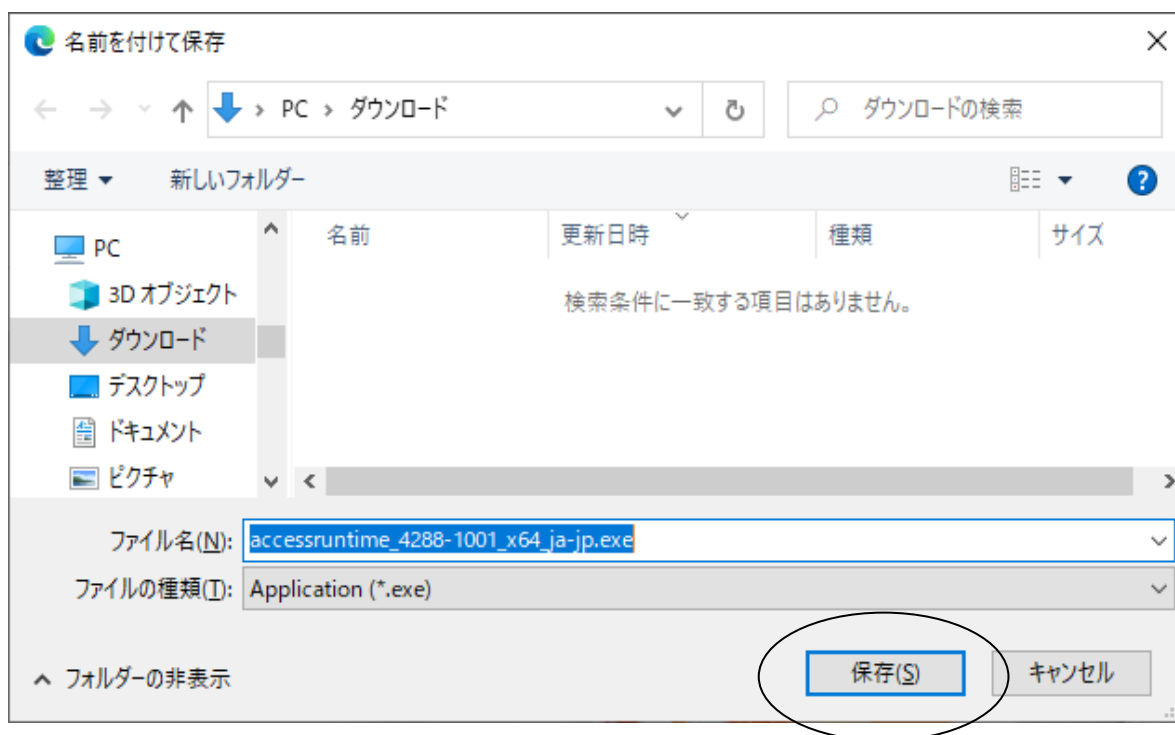 名前を付けて保存
PC › ダウンロード ダウンロードの検索
整理 新しいフォルダー
名前 更新日時 種類 サイズ
PC
3D オブジェクト
検索条件に一致する項目はありません。
ダウンロード
デスクトップ
ドキュメント
ピクチャ
ファイル名(N): accessruntime_4288-1001_x64_ja-jp.exe
ファイルの種類(T): Application (*.exe)
フォルダーの非表示 保存(S) キャンセル